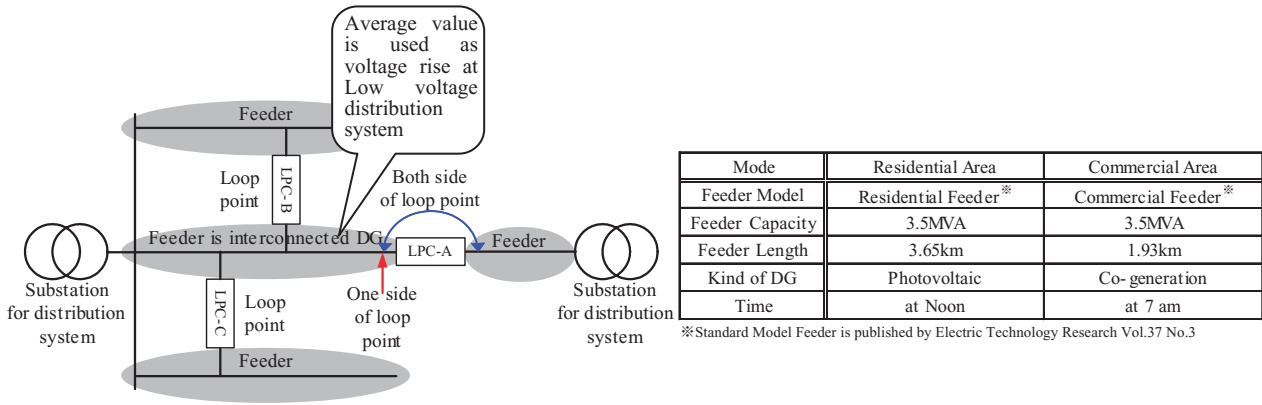 Average value
is used as
voltage rise at
Low voltage
distribution
system
Feeder
Loop
point
LPC-B
Both side
of loop point
Feeder is interconnected DG
LPC-A
Feeder
Substation
for distribution
system
LPC-C
Loop
point
One side
of loop
point
Substation
for distribution
system
Feeder
Mode Residential Area Commercial Area
Feeder Model Residential Feeder※ Commercial Feeder※
Feeder Capacity 3.5MVA 3.5MVA
Feeder Length 3.65km 1.93km
Kind of DG Photovoltaic Co-generation
Time at Noon at 7 am
※Standard Model Feeder is published by Electric Technology Research Vol.37 No.3